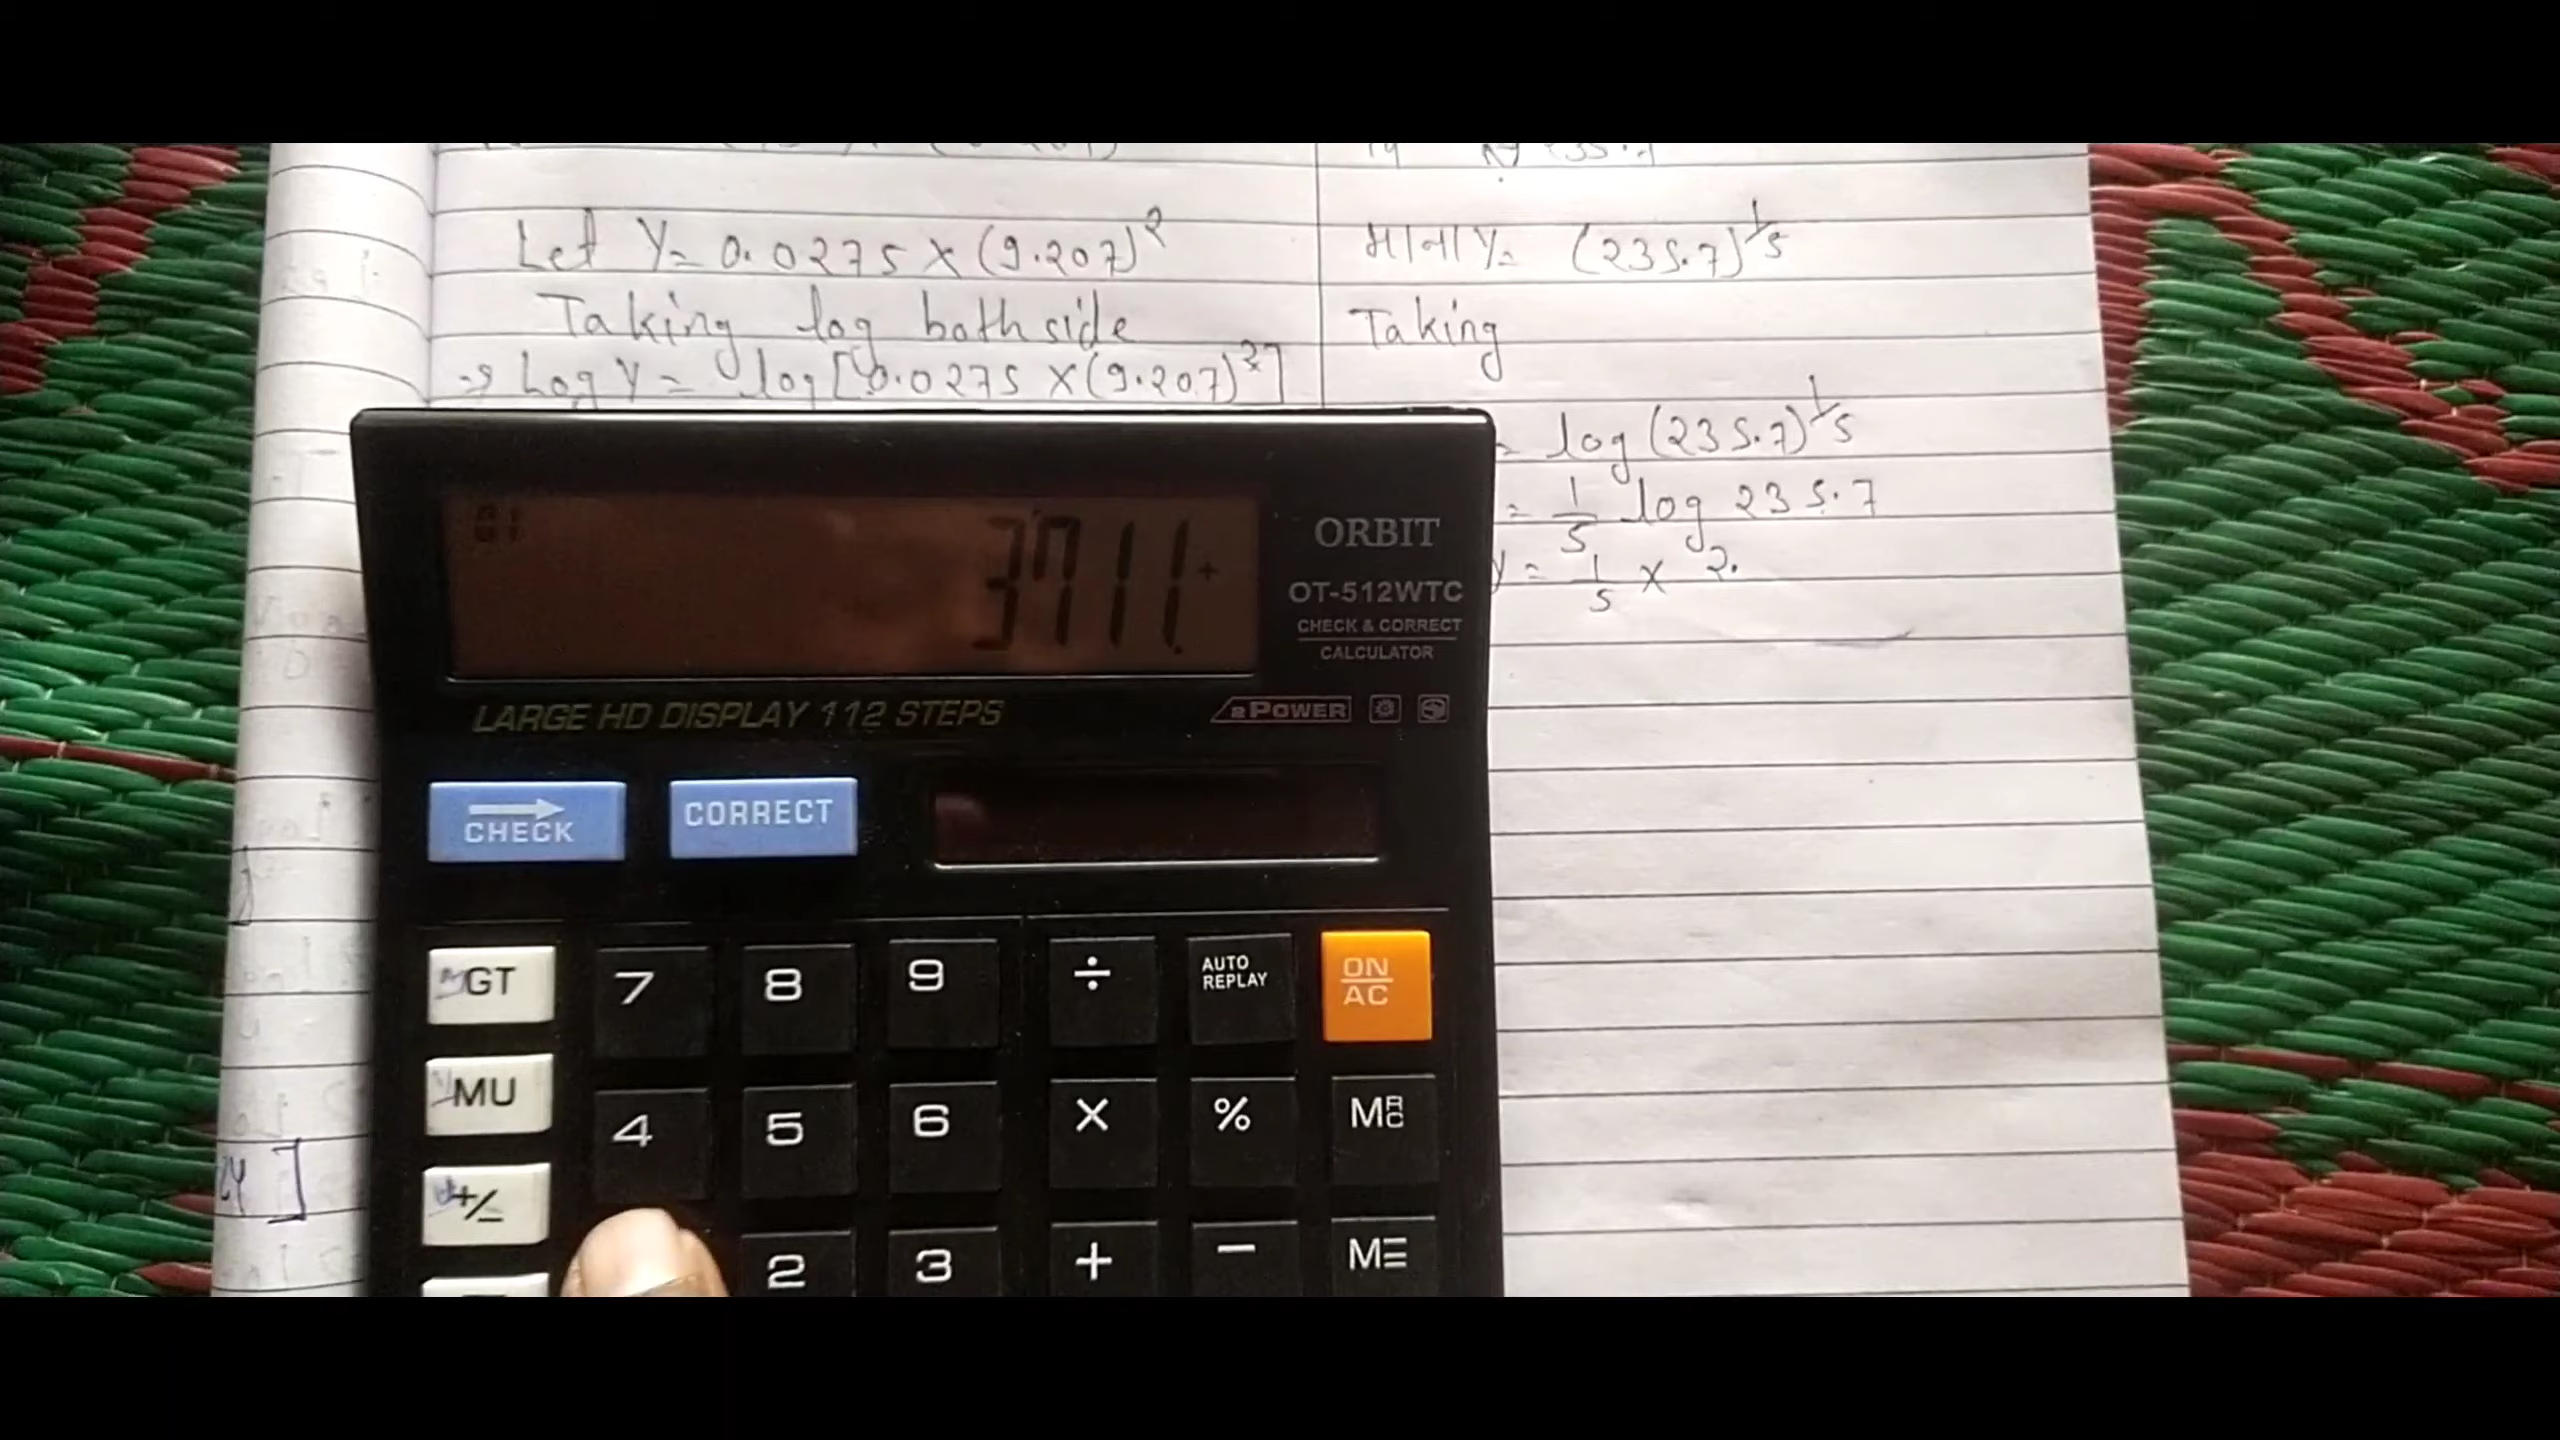 Let Y= 0.0275 × (9.207)²
Taking log both side
→ Log Y = log[0.0275 × (9.207)²]
माना Y= (235.7)^1/5
Taking
= log (235.7)^1/5
= 1/5 log 235.7
Y = 1/5 × 2.
01
3711.+
ORBIT
OT-512WTC
CHECK & CORRECT
CALCULATOR
LARGE HD DISPLAY 112 STEPS
2POWER
CHECK
CORRECT
GT 7 8 9 ÷ AUTO REPLAY ON AC
MU 4 5 6 X % MRC
+/- 2 3 + − M=